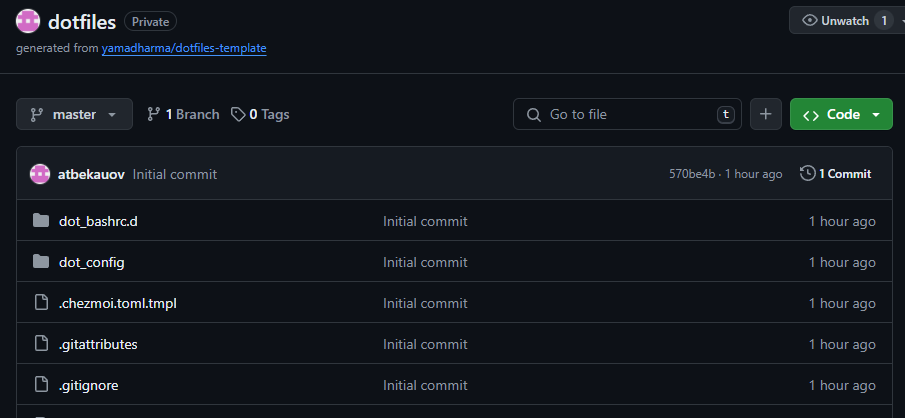 dotfiles Private Unwatch 1
generated from yamadharma/dotfiles-template
master 1 Branch 0 Tags Go to file t + <> Code
atbekauov Initial commit 570be4b · 1 hour ago 1 Commit
dot_bashrc.d Initial commit 1 hour ago
dot_config Initial commit 1 hour ago
.chezmoi.toml.tmpl Initial commit 1 hour ago
.gitattributes Initial commit 1 hour ago
.gitignore Initial commit 1 hour ago